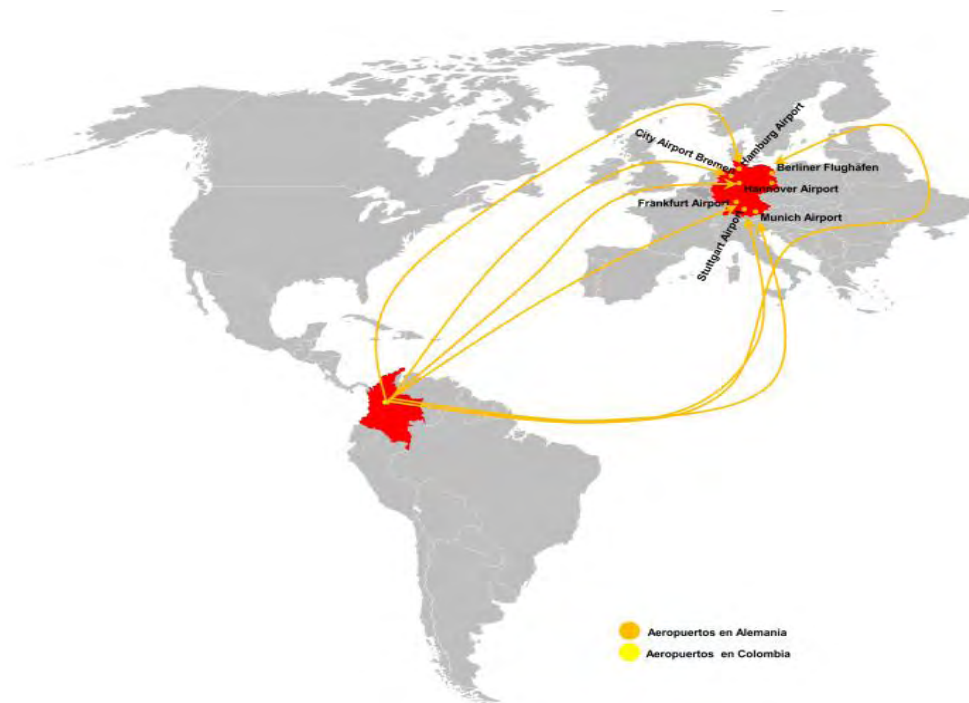 Hamburg Airport
City Airport Bremen
Berliner Flughäfen
Hannover Airport
Frankfurt Airport
Munich Airport
Stuttgart Airport
Aeropuertos en Alemania
Aeropuertos en Colombia